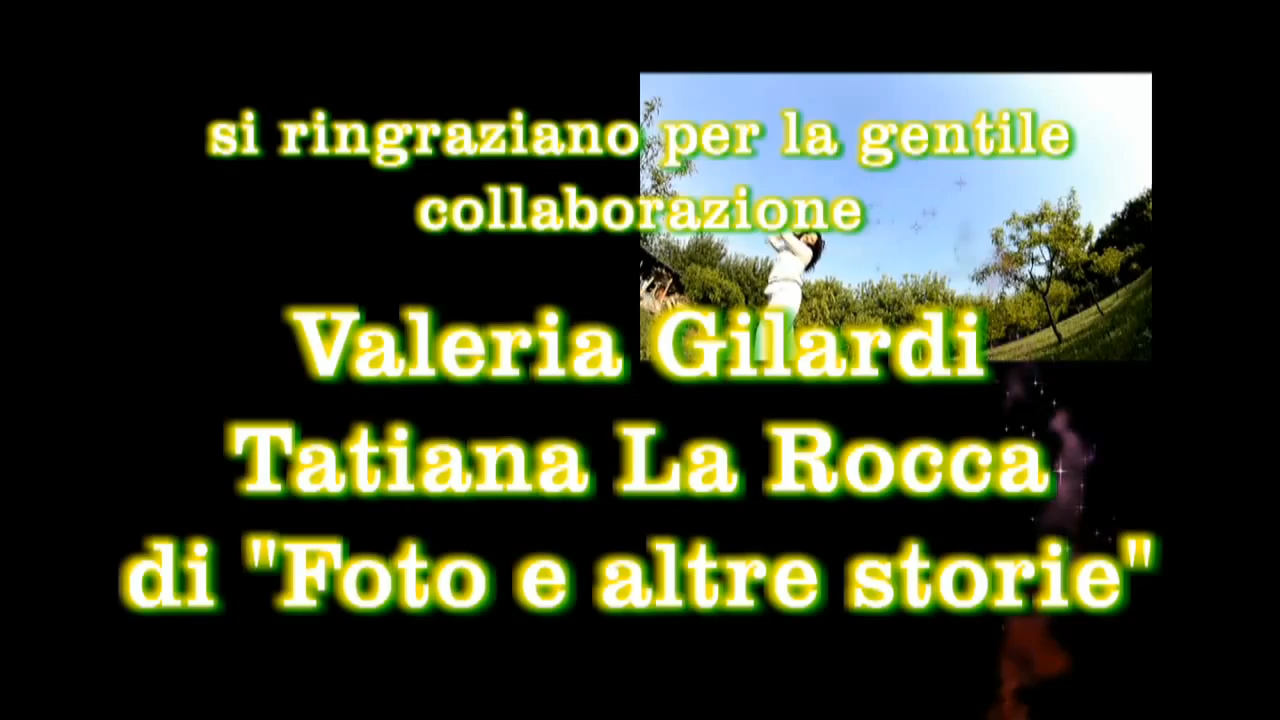 si ringraziano per la gentile
collaborazione
Valeria Gilardi
Tatiana La Rocca
di "Foto e altre storie"